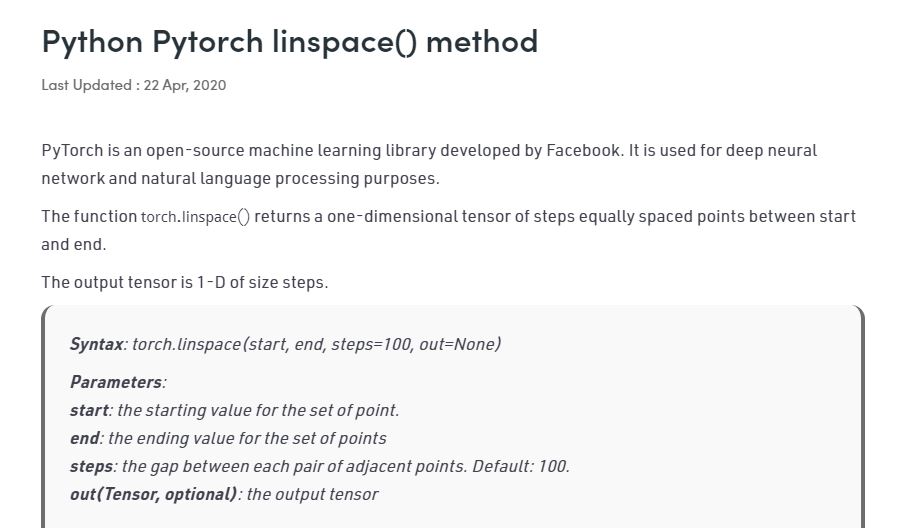 Python Pytorch linspace() method
Last Updated : 22 Apr, 2020
PyTorch is an open-source machine learning library developed by Facebook. It is used for deep neural
network and natural language processing purposes.
The function torch.linspace() returns a one-dimensional tensor of steps equally spaced points between start
and end.
The output tensor is 1-D of size steps.
Syntax: torch.linspace(start, end, steps=100, out=None)
Parameters:
start: the starting value for the set of point.
end: the ending value for the set of points
steps: the gap between each pair of adjacent points. Default: 100.
out(Tensor, optional): the output tensor